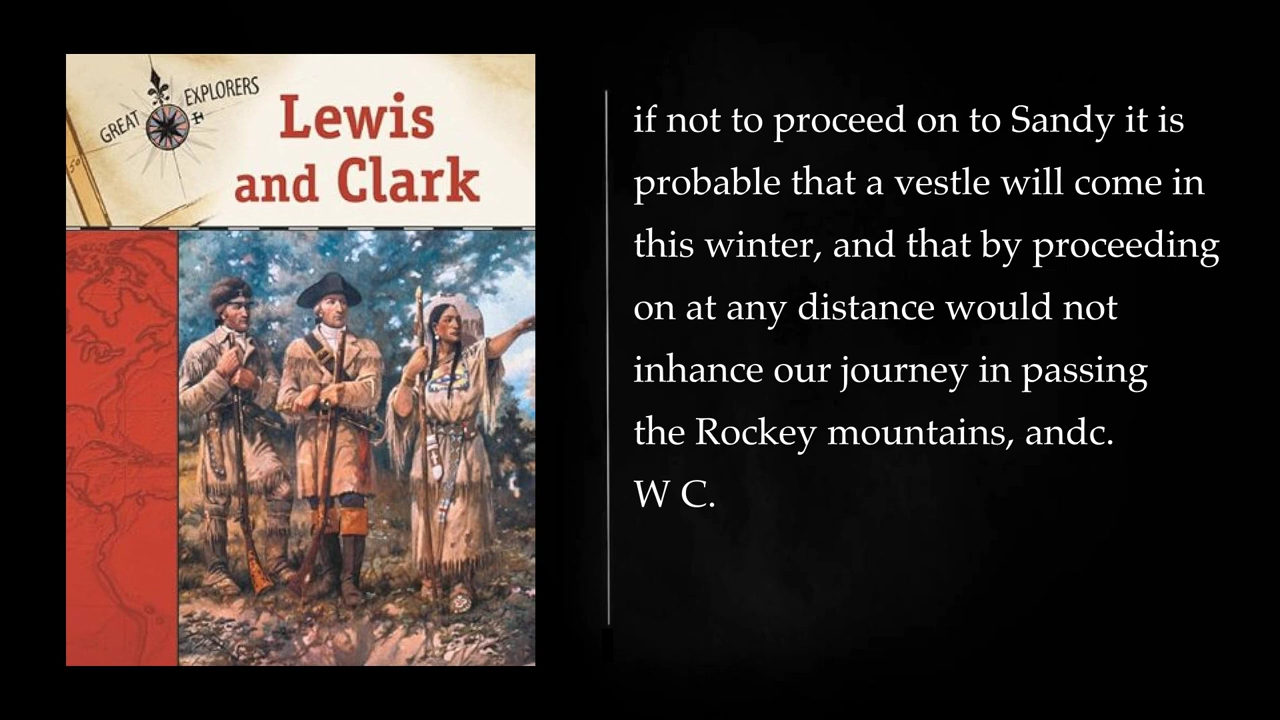 GREAT EXPLORERS
Lewis
and Clark
50
if not to proceed on to Sandy it is
probable that a vestle will come in
this winter, and that by proceeding
on at any distance would not
inhance our journey in passing
the Rockey mountains, andc.
W C.